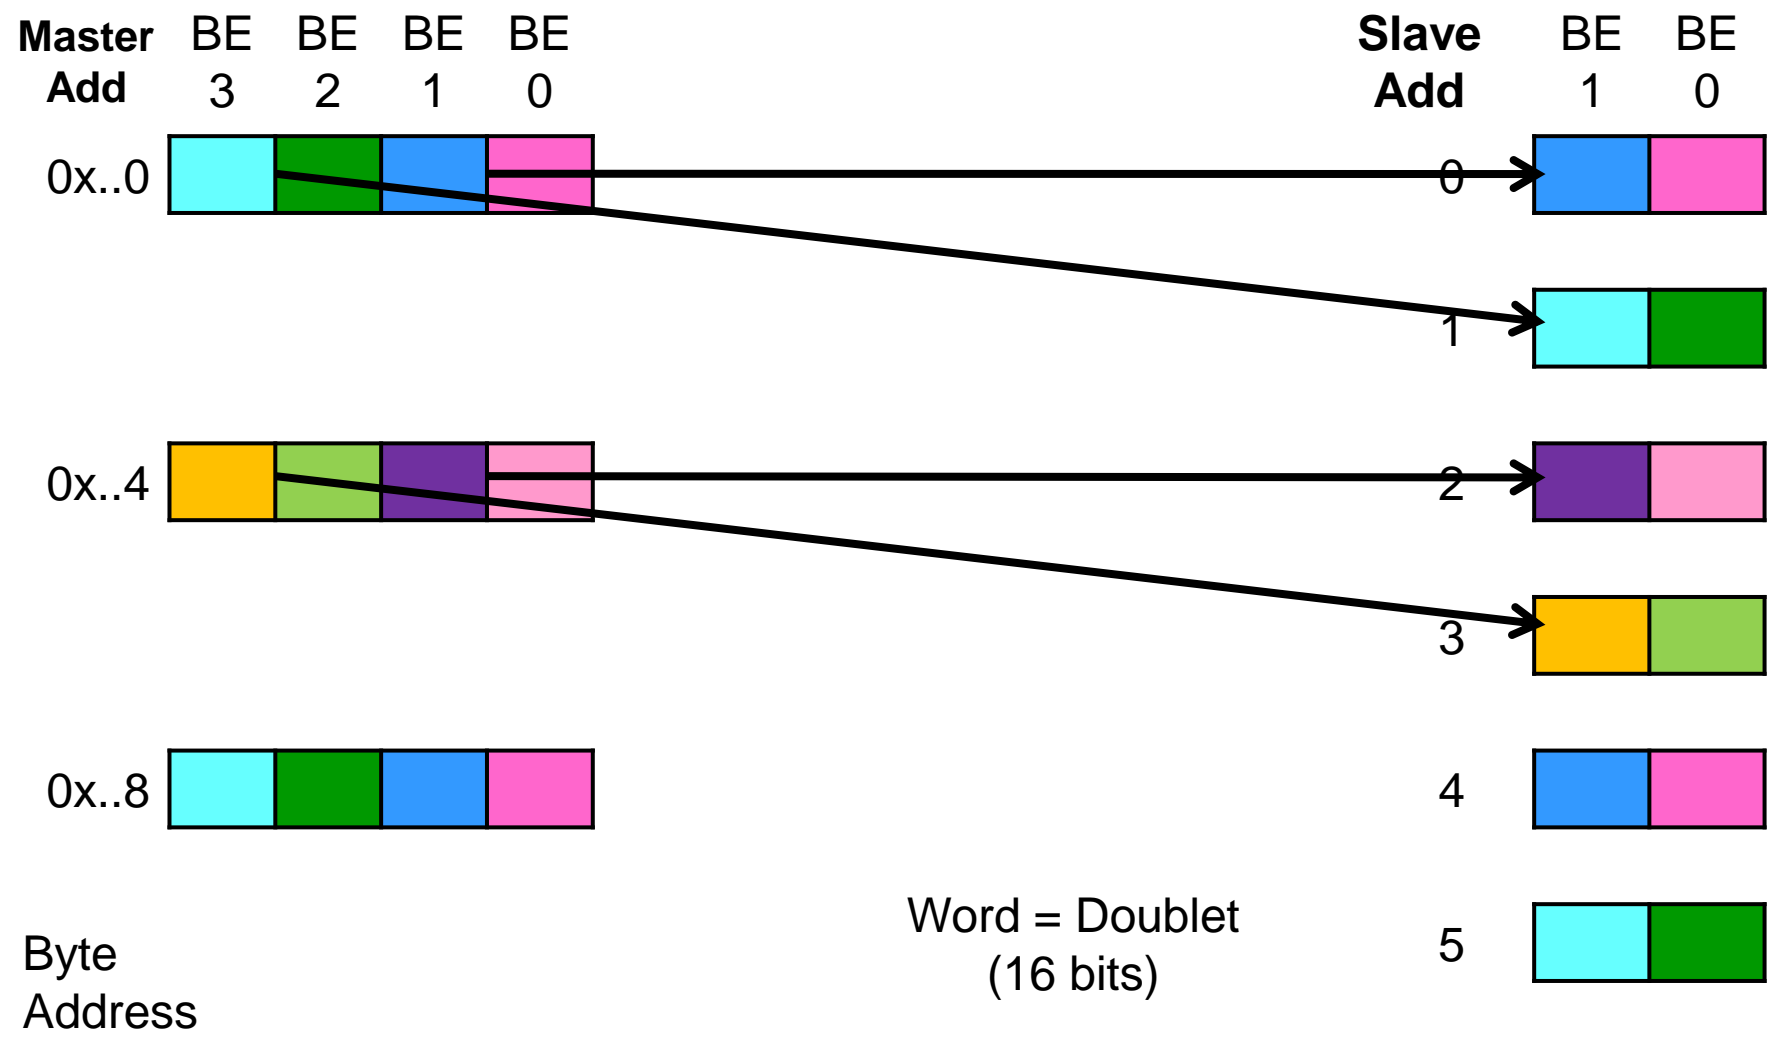 Master BE BE BE BE Slave BE BE
Add 3 2 1 0 Add 1 0
0x..0 0
1
0x..4 2
3
0x..8 4
Word = Doublet
(16 bits)
5
Byte
Address